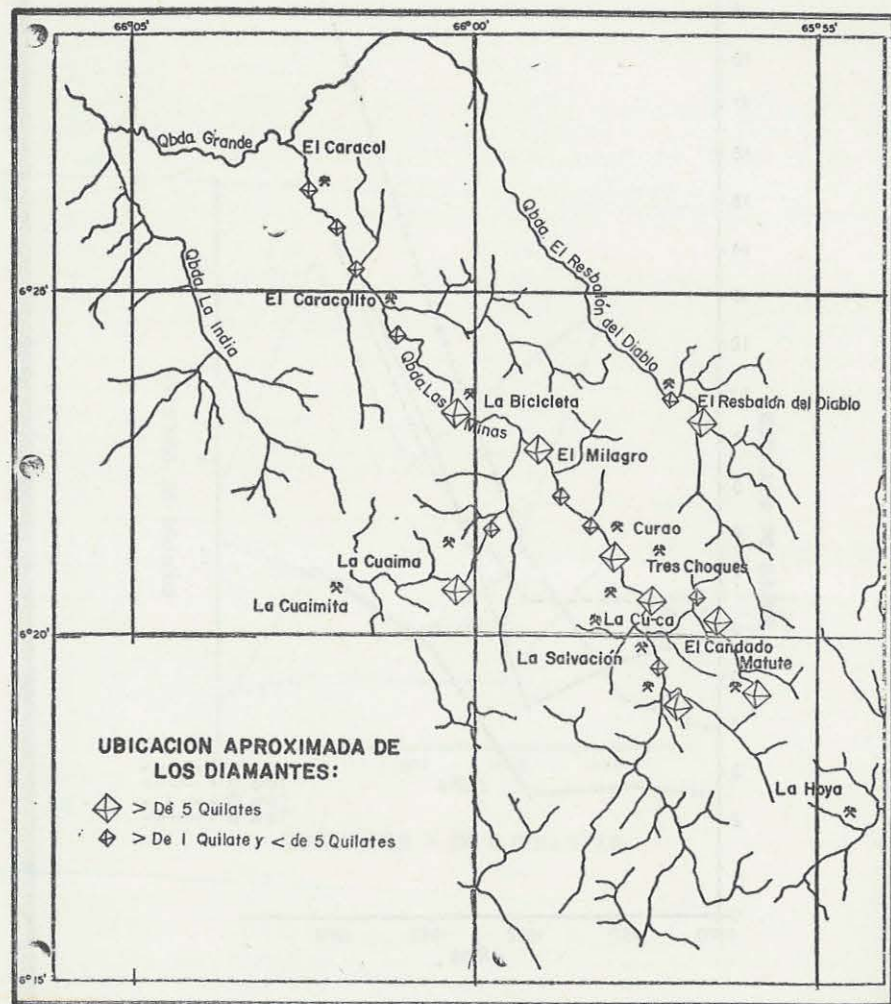 66°05'
66°00'
65°55'
Qbda Grande
El Caracol
Qbda El Resbalón del Diablo
Qbda La India
6°25'
El Caracolito
Qbda Las Minas
La Bicicleta
El Resbalón del Diablo
El Milagro
Curao
Tres Choques
La Cuaima
La Cuaimita
La Cu-ca
6°20'
El Candado
La Salvación
Matute
UBICACION APROXIMADA DE
LOS DIAMANTES:
La Hoya
> De 5 Quilates
> De 1 Quilate y < de 5 Quilates
6°15'